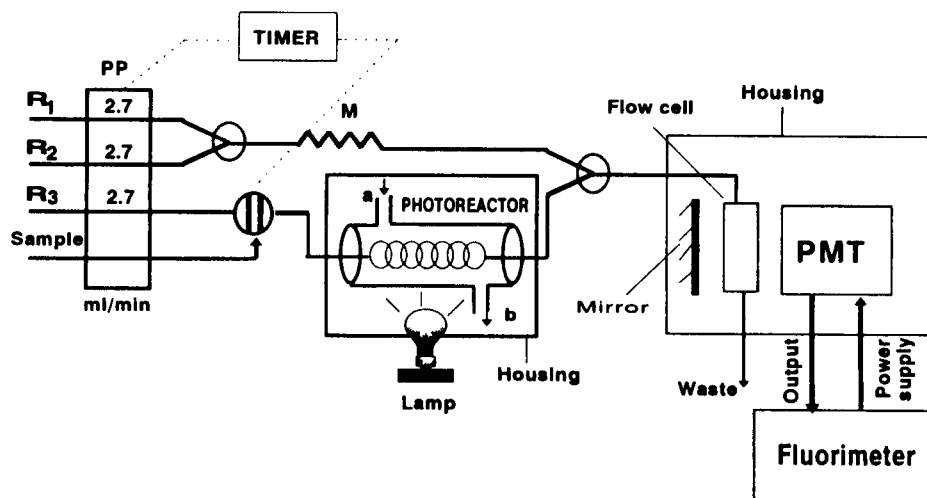 TIMER
PP
R1
2.7
R2
2.7
R3
2.7
Sample
ml/min
M
a
PHOTOREACTOR
b
Housing
Lamp
Flow cell
Housing
Mirror
PMT
Waste
Output
Power
supply
Fluorimeter